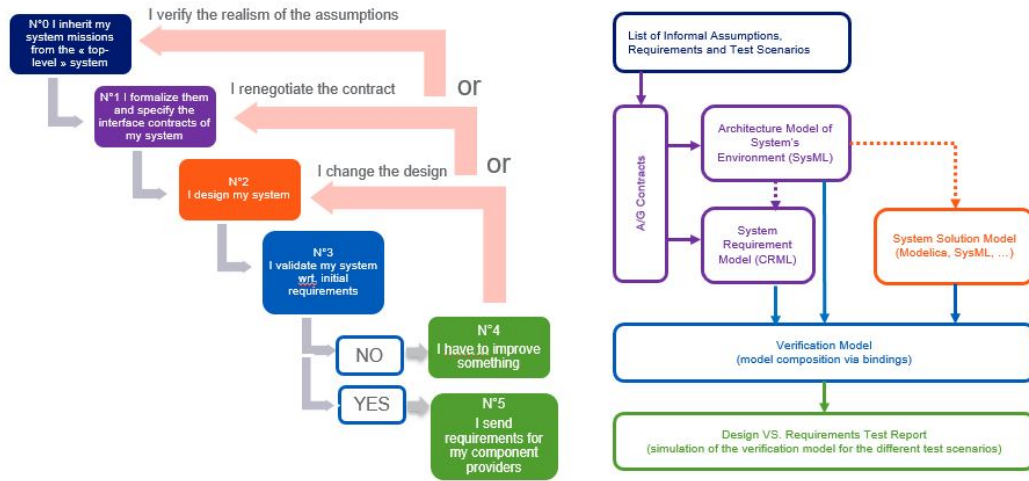 I verify the realism of the assumptions
N°0 I inherit my
system missions
from the « top-
level » system
or
I renegotiate the contract
N°1 I formalize them
and specify the
interface contracts of
my system
or
I change the design
N°2
I design my system
N°3
I validate my system
wrt. initial
requirements
NO
N°4
I have to improve
something
YES
N°5
I send
requirements for
my component
providers
List of Informal Assumptions,
Requirements and Test Scenarios
A/G Contracts
Architecture Model of
System's
Environment (SysML)
System
Requirement
Model (CRML)
System Solution Model
(Modelica, SysML, ...)
Verification Model
(model composition via bindings)
Design VS. Requirements Test Report
(simulation of the verification model for the different test scenarios)